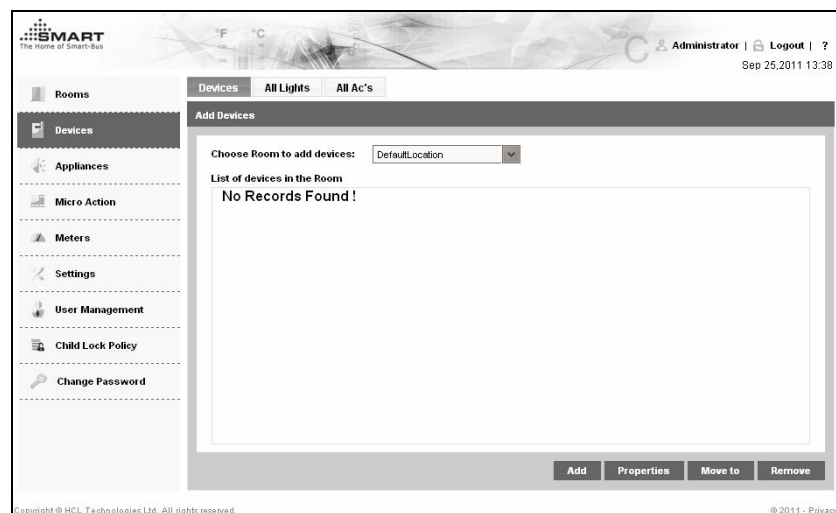 SMART
The Home of Smart-Bus
°F °C
°C
Administrator | Logout | ?
Sep 25,2011 13:38
Rooms
Devices
Appliances
Micro Action
Meters
Settings
User Management
Child Lock Policy
Change Password
Devices All Lights All Ac's
Add Devices
Choose Room to add devices: DefaultLocation
List of devices in the Room
No Records Found !
Add Properties Move to Remove
Copyright © HCL Technologies Ltd. All rights reserved.
© 2011 - Privac